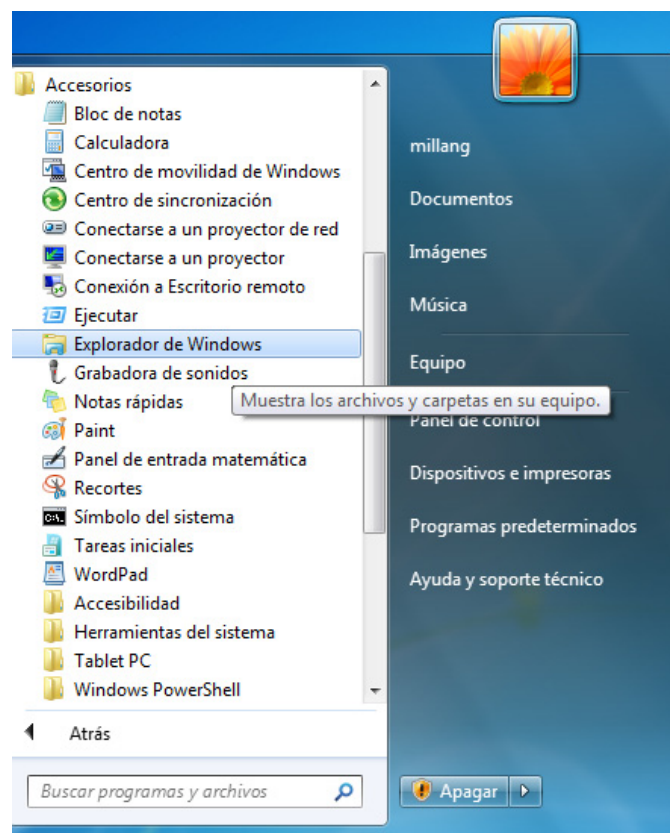 Accesorios
Bloc de notas
Calculadora
Centro de movilidad de Windows
Centro de sincronización
Conectarse a un proyector de red
Conectarse a un proyector
Conexión a Escritorio remoto
Ejecutar
Explorador de Windows
Grabadora de sonidos
Notas rápidas
Paint
Panel de entrada matemática
Recortes
Símbolo del sistema
Tareas iniciales
WordPad
Accesibilidad
Herramientas del sistema
Tablet PC
Windows PowerShell
Atrás
Buscar programas y archivos
Muestra los archivos y carpetas en su equipo.
millang
Documentos
Imágenes
Música
Equipo
Panel de control
Dispositivos e impresoras
Programas predeterminados
Ayuda y soporte técnico
Apagar